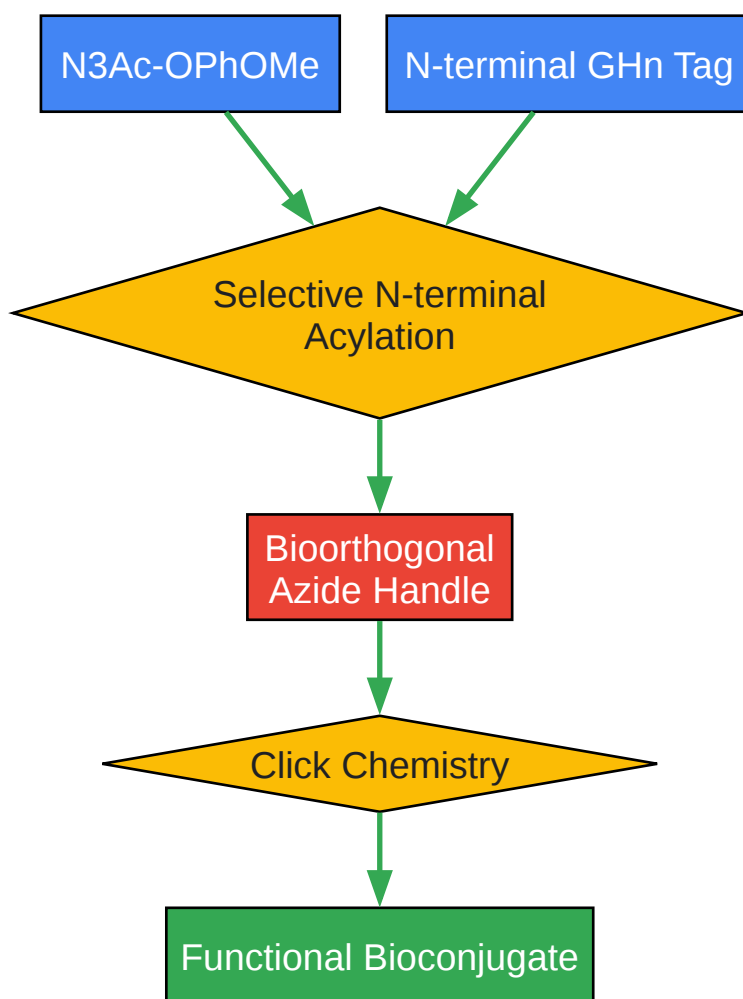 N3Ac-OPhOMe
N-terminal GHn Tag
Selective N-terminal
Acylation
Bioorthogonal
Azide Handle
Click Chemistry
Functional Bioconjugate